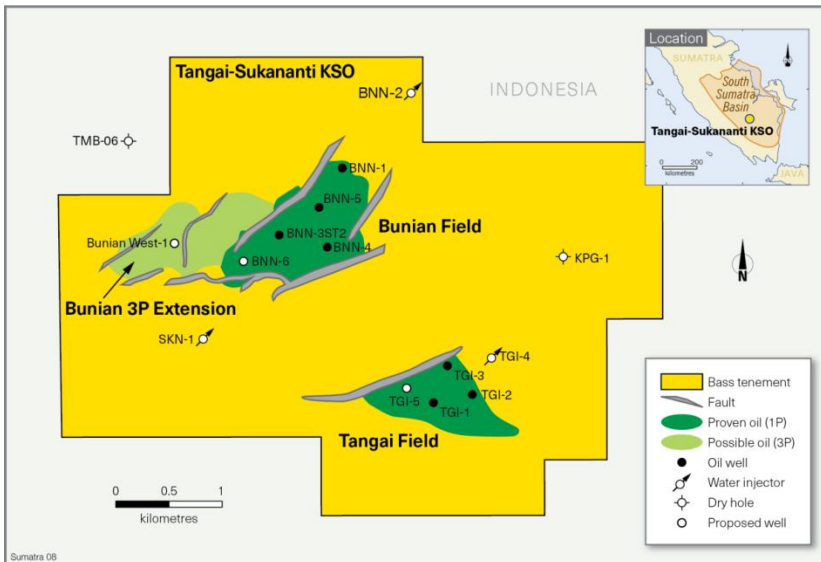 Tangai-Sukananti KSO
BNN-2
INDONESIA
TMB-06
BNN-1
BNN-5
Bunian Field
BNN-3ST2
BNN-4
Bunian West-1
BNN-6
KPG-1
Bunian 3P Extension
SKN-1
TGI-4
TGI-3
TGI-5
TGI-2
TGI-1
Tangai Field
0 0.5 1
kilometres
Sumatra 08
N
Location
SUMATRA
N
South
Sumatra
Basin
Tangai-Sukananti KSO
0 200
kilometres
JAVA
Bass tenement
Fault
Proven oil (1P)
Possible oil (3P)
Oil well
Water injector
Dry hole
Proposed well